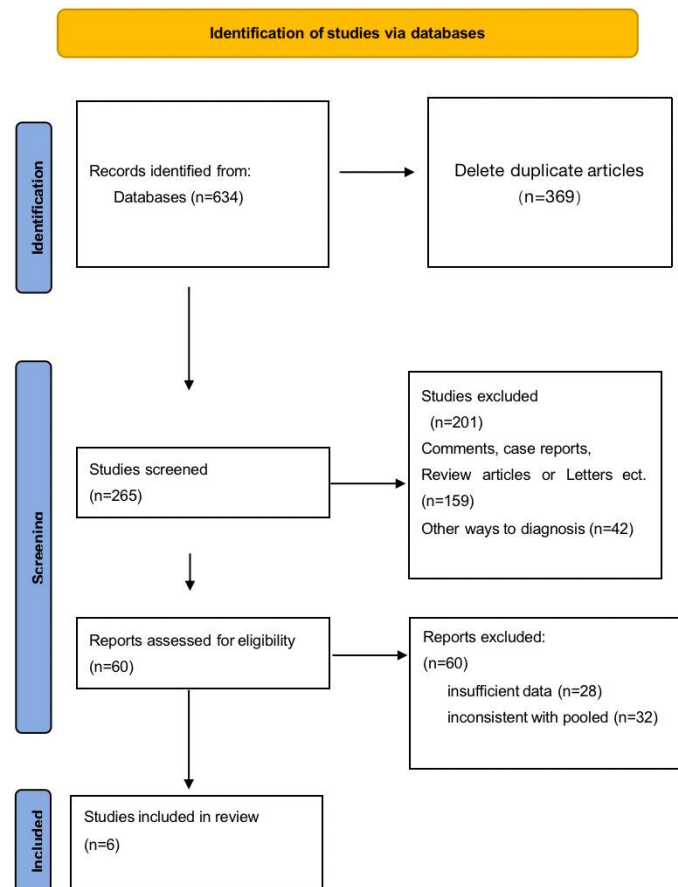 Identification of studies via databases
Identification
Records identified from:
Databases (n=634)
Delete duplicate articles
(n=369)
Screening
Studies screened
(n=265)
Studies excluded
(n=201)
Comments, case reports,
Review articles or Letters ect.
(n=159)
Other ways to diagnosis (n=42)
Reports assessed for eligibility
(n=60)
Reports excluded:
(n=60)
insufficient data (n=28)
inconsistent with pooled (n=32)
Included
Studies included in review
(n=6)